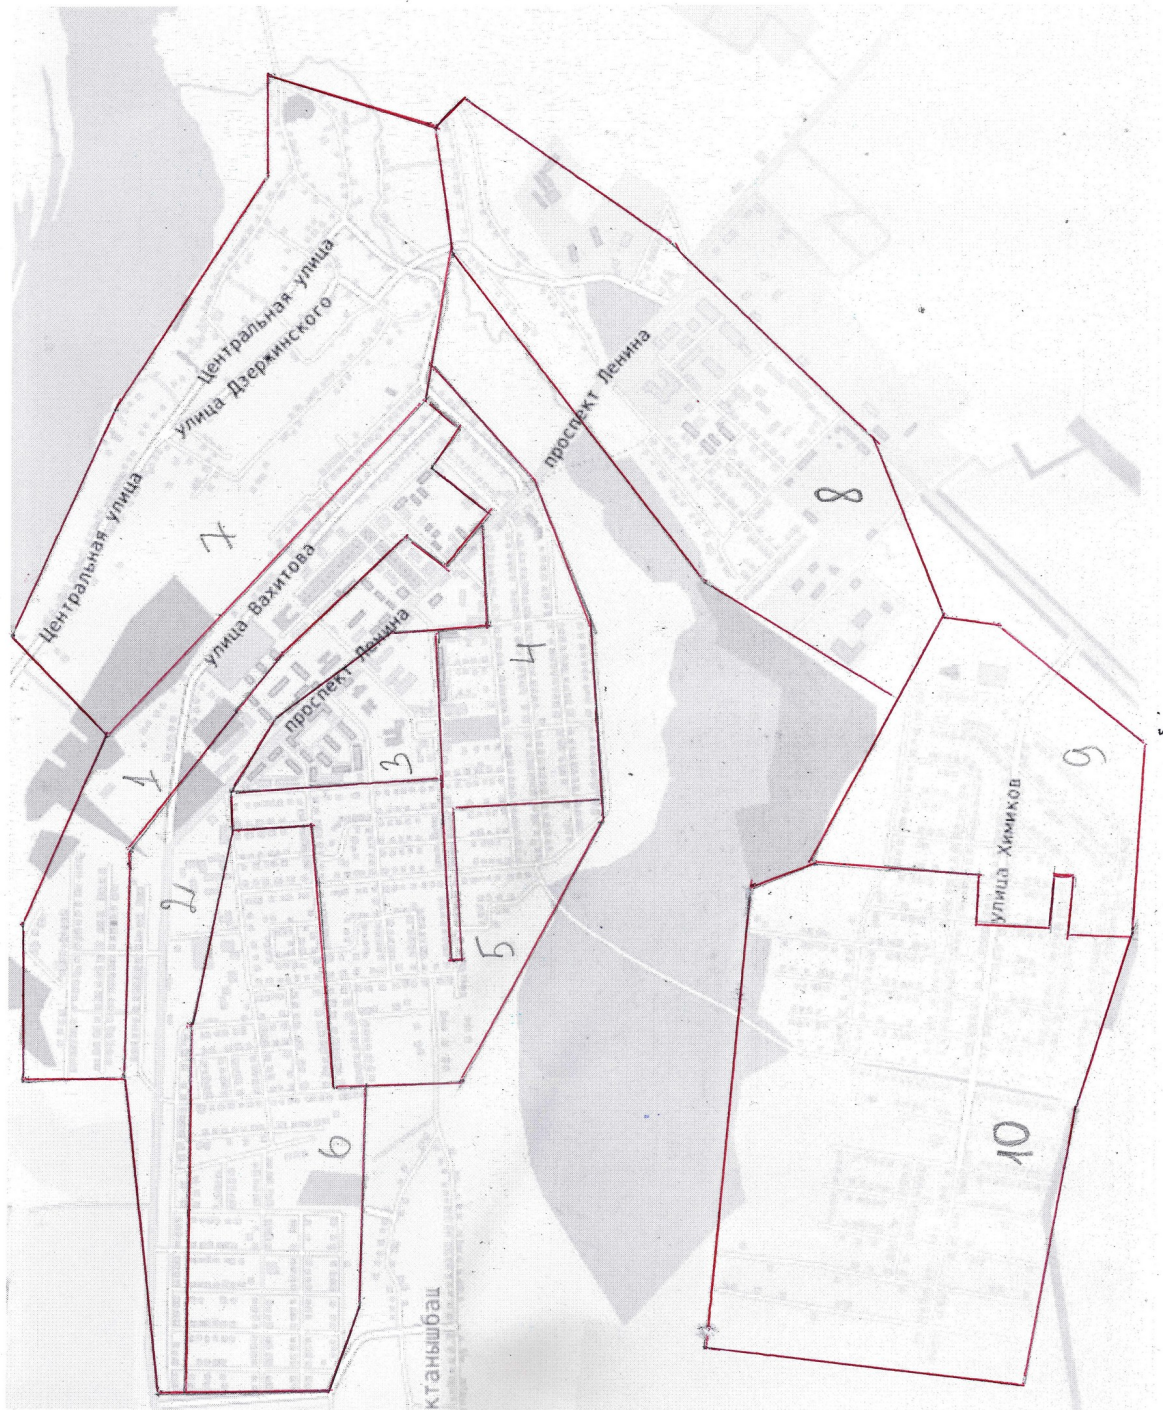 Центральная улица
улица Дзержинского
Центральная улица
7
улица Вахитова
проспект Ленина
проспект Ленина
8
4
1
3
2
5
6
9
улица Химиков
10
ктанышбаш